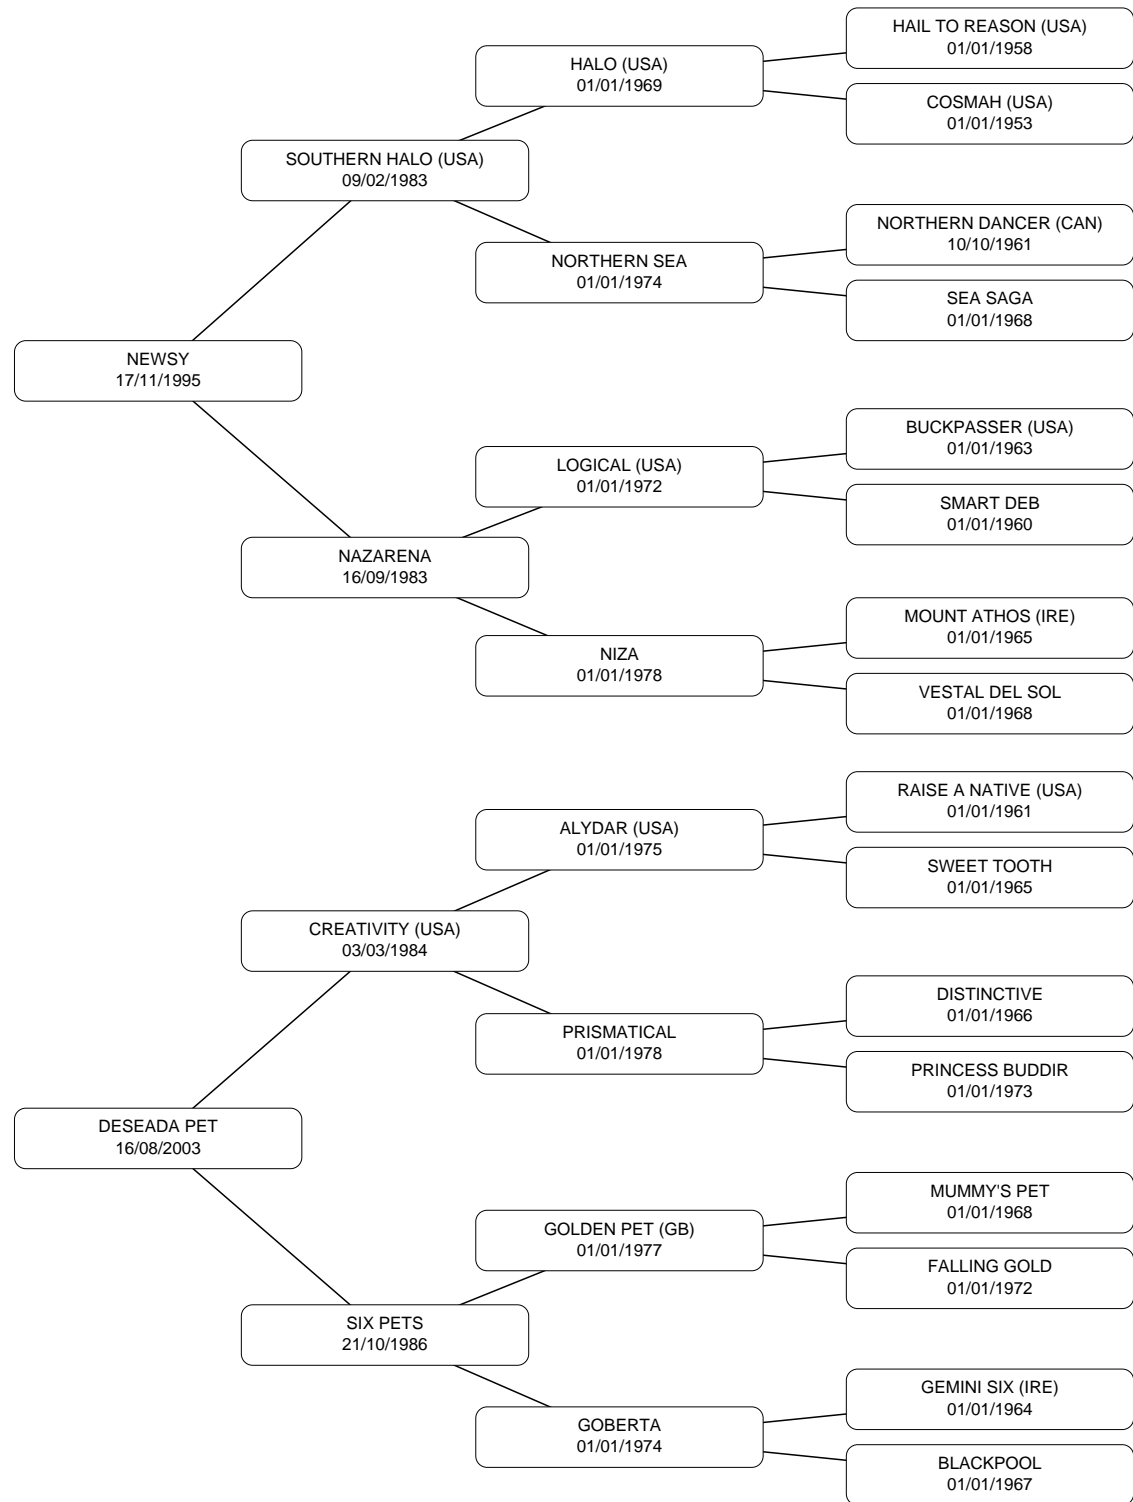 HAIL TO REASON (USA)
01/01/1958
HALO (USA)
01/01/1969
COSMAH (USA)
01/01/1953
SOUTHERN HALO (USA)
09/02/1983
NORTHERN DANCER (CAN)
10/10/1961
NORTHERN SEA
01/01/1974
SEA SAGA
01/01/1968
NEWSY
17/11/1995
BUCKPASSER (USA)
01/01/1963
LOGICAL (USA)
01/01/1972
SMART DEB
01/01/1960
NAZARENA
16/09/1983
MOUNT ATHOS (IRE)
01/01/1965
NIZA
01/01/1978
VESTAL DEL SOL
01/01/1968
RAISE A NATIVE (USA)
01/01/1961
ALYDAR (USA)
01/01/1975
SWEET TOOTH
01/01/1965
CREATIVITY (USA)
03/03/1984
DISTINCTIVE
01/01/1966
PRISMATICAL
01/01/1978
PRINCESS BUDDIR
01/01/1973
DESEADA PET
16/08/2003
MUMMY'S PET
01/01/1968
GOLDEN PET (GB)
01/01/1977
FALLING GOLD
01/01/1972
SIX PETS
21/10/1986
GEMINI SIX (IRE)
01/01/1964
GOBERTA
01/01/1974
BLACKPOOL
01/01/1967